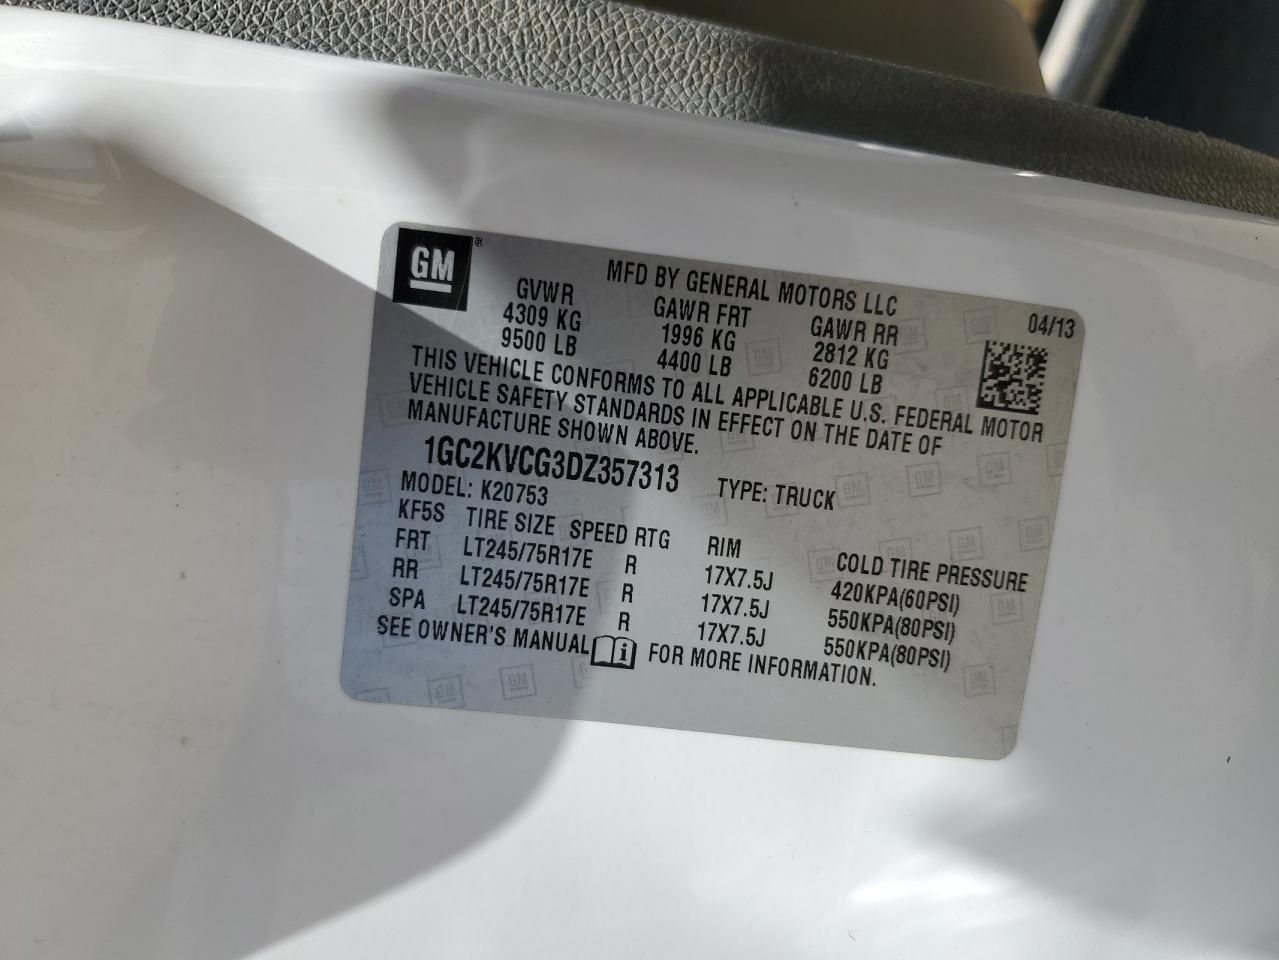 GM ®
MFD BY GENERAL MOTORS LLC
04/13
GVWR GAWR FRT GAWR RR
4309 KG 1996 KG 2812 KG
9500 LB 4400 LB 6200 LB
THIS VEHICLE CONFORMS TO ALL APPLICABLE U.S. FEDERAL MOTOR
VEHICLE SAFETY STANDARDS IN EFFECT ON THE DATE OF
MANUFACTURE SHOWN ABOVE.
1GC2KVCG3DZ357313 TYPE: TRUCK
MODEL: K20753
KF5S TIRE SIZE SPEED RTG RIM COLD TIRE PRESSURE
FRT LT245/75R17E R 17X7.5J 420KPA(60PSI)
RR LT245/75R17E R 17X7.5J 550KPA(80PSI)
SPA LT245/75R17E R 17X7.5J 550KPA(80PSI)
SEE OWNER'S MANUAL i FOR MORE INFORMATION.